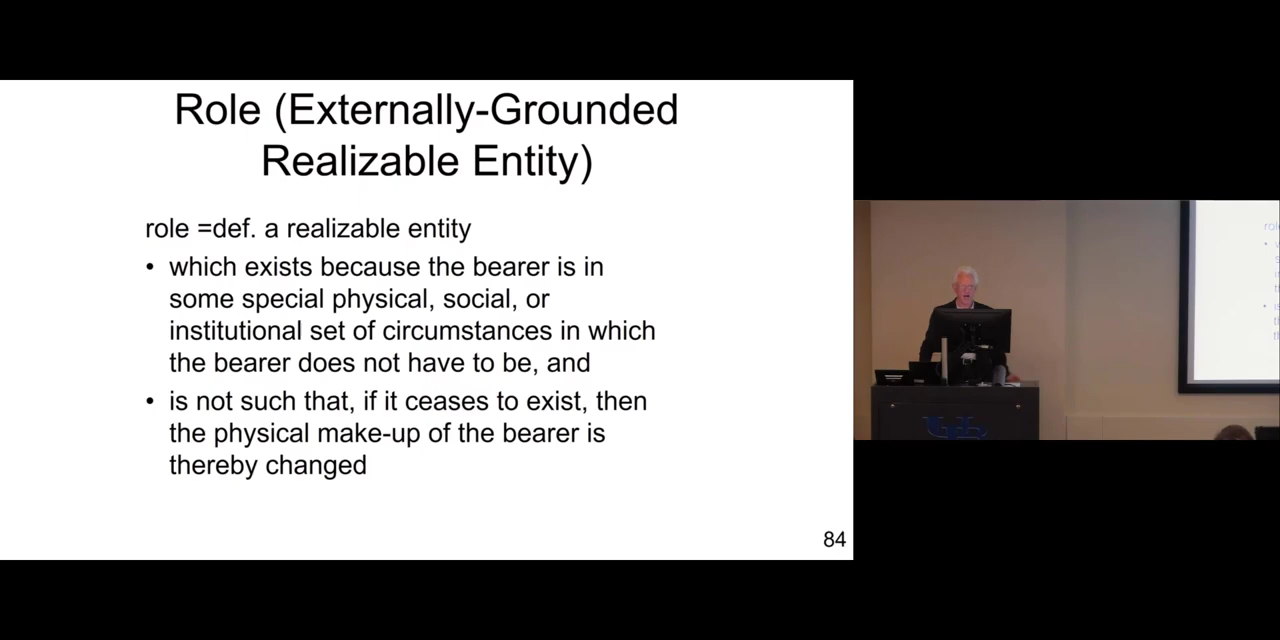 Role (Externally-Grounded
Realizable Entity)
role =def. a realizable entity
• which exists because the bearer is in
some special physical, social, or
institutional set of circumstances in which
the bearer does not have to be, and
• is not such that, if it ceases to exist, then
the physical make-up of the bearer is
thereby changed
84